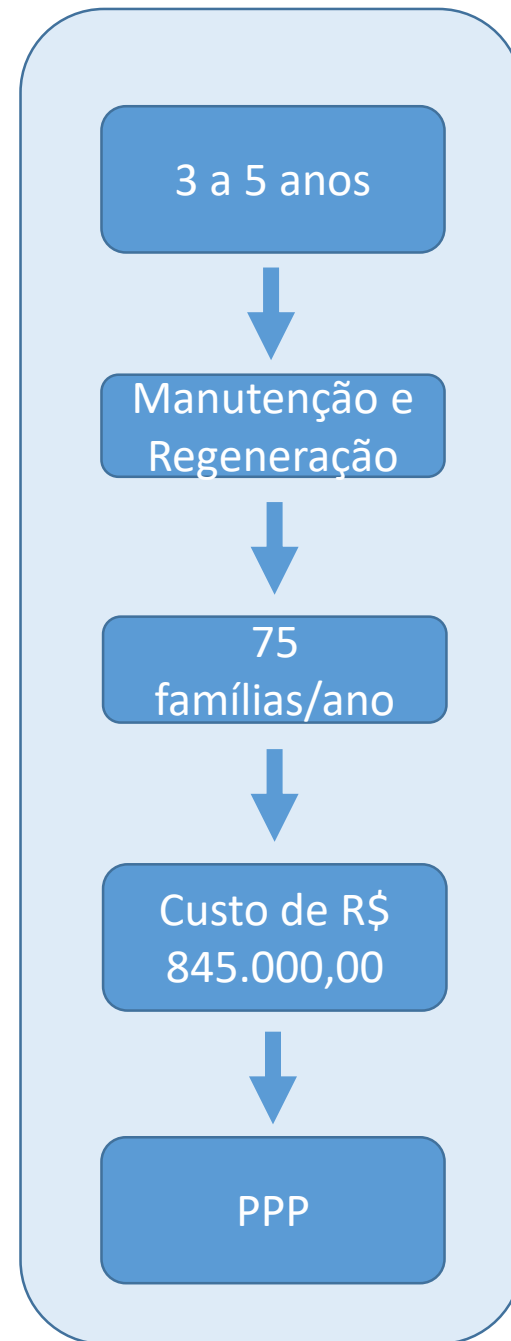 3 a 5 anos
Manutenção e
Regeneração
75
famílias/ano
Custo de R$
845.000,00
PPP